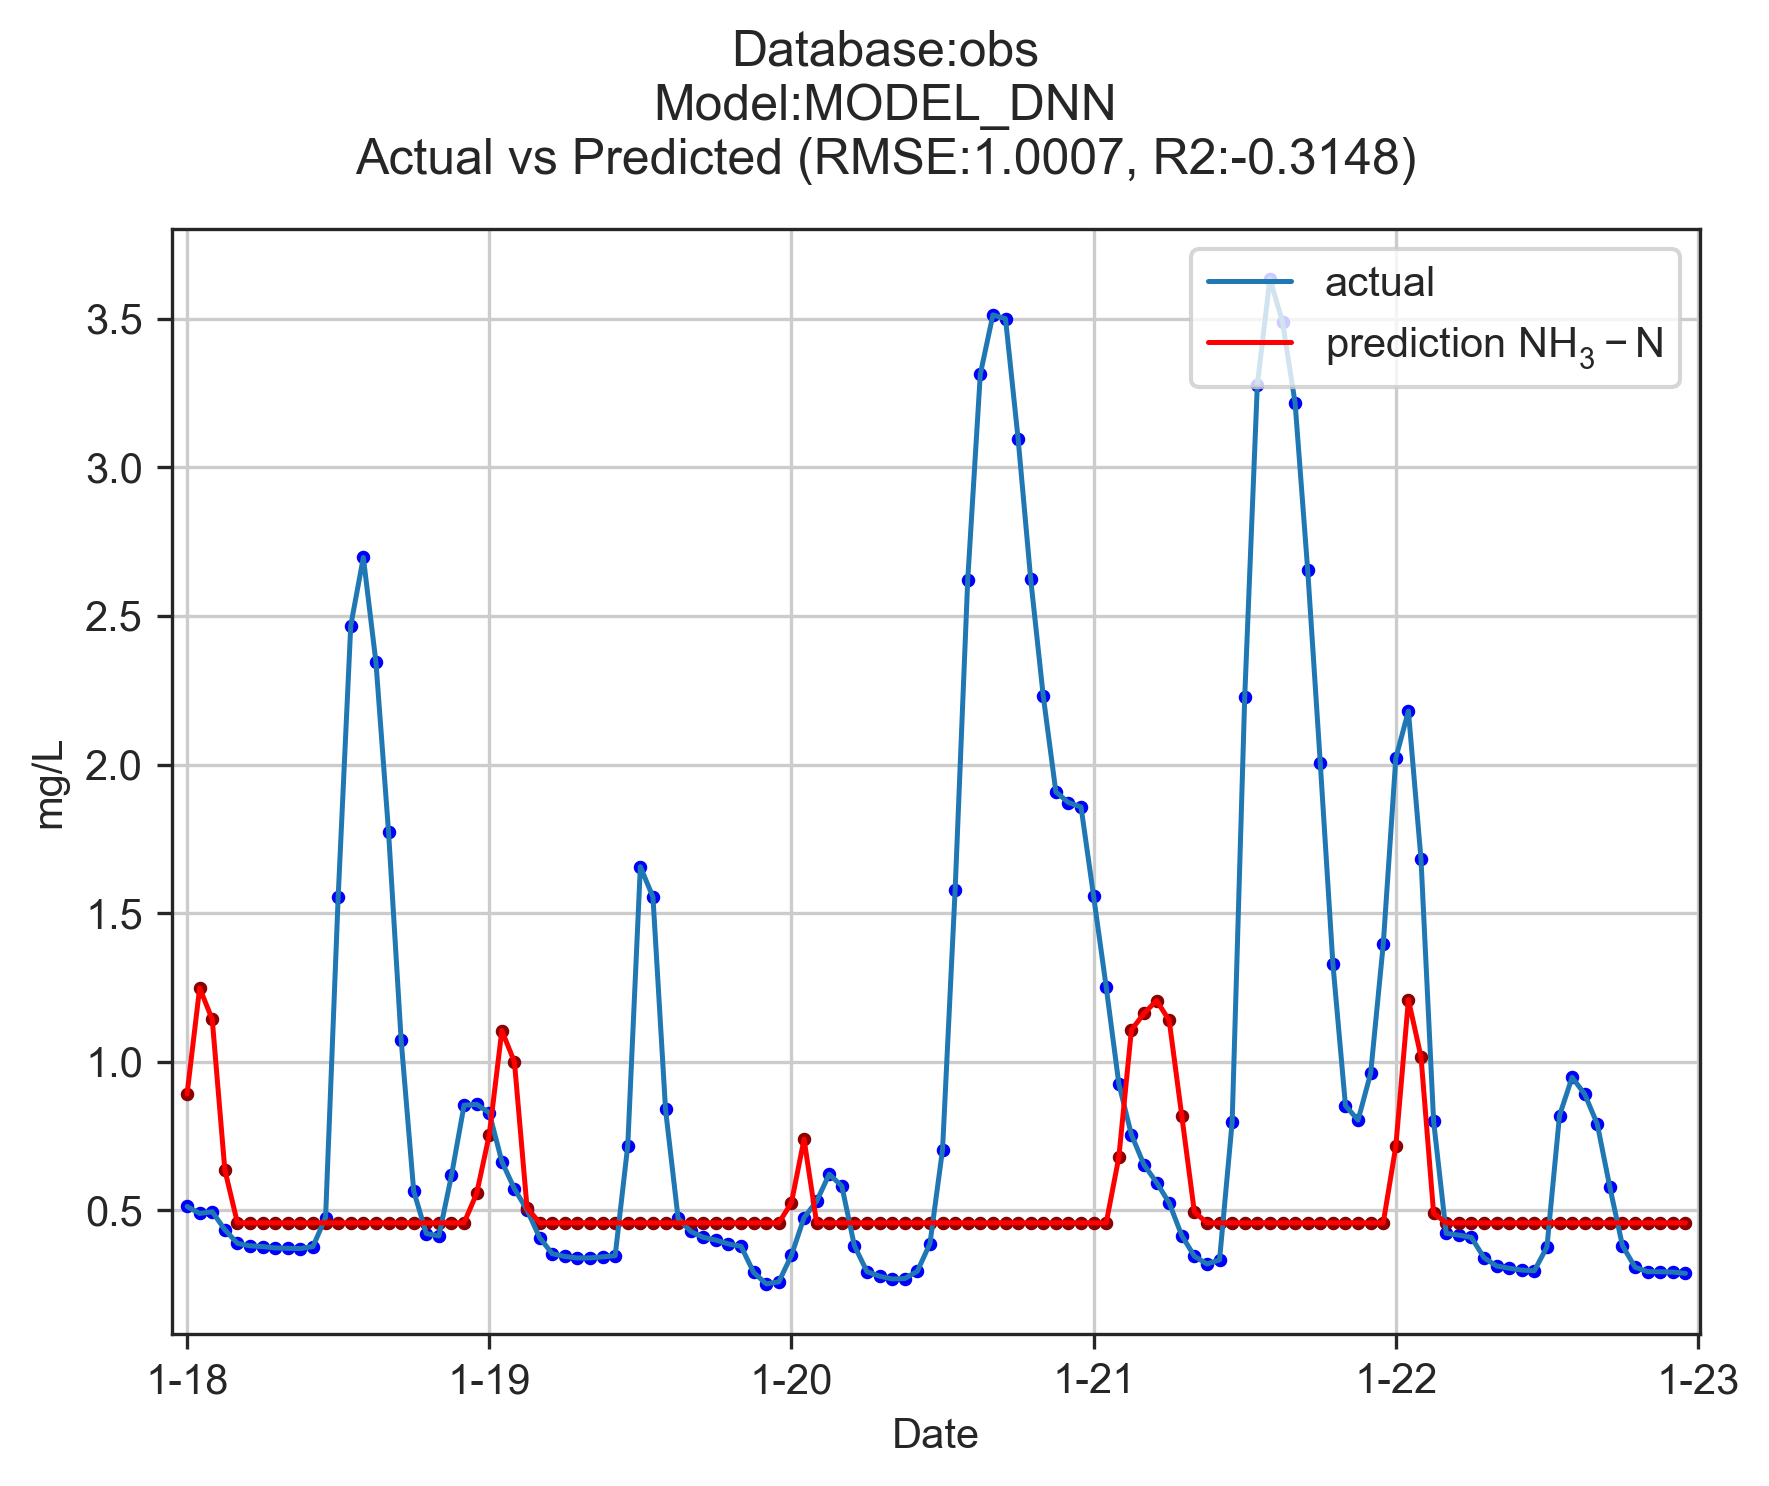 Database:obs
Model:MODEL_DNN
Actual vs Predicted (RMSE:1.0007, R2:-0.3148)
actual
prediction NH₃ − N
3.5
3.0
2.5
2.0
1.5
1.0
0.5
mg/L
1-18 1-19 1-20 1-21 1-22 1-23
Date